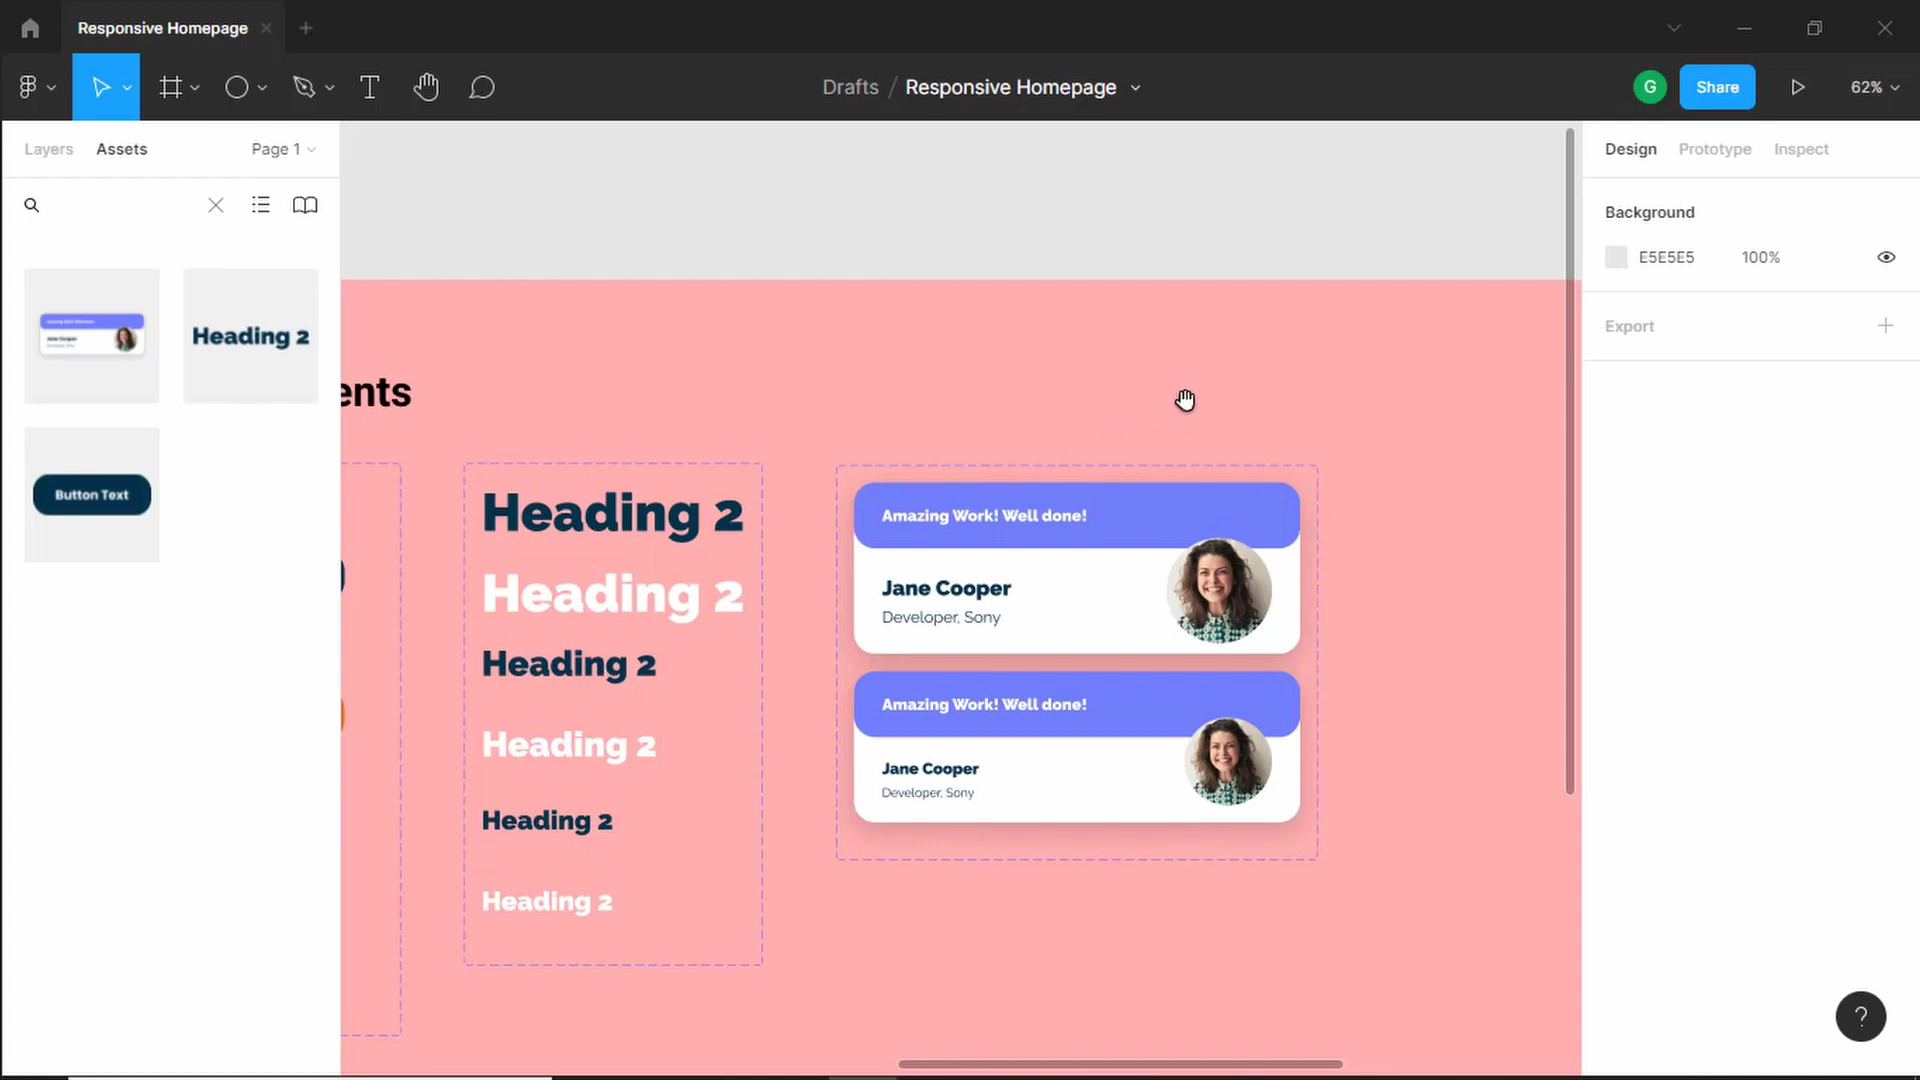 Responsive Homepage
Drafts / Responsive Homepage
G
Share
62%
Layers
Assets
Page 1
Design
Prototype
Inspect
Background
E5E5E5
100%
Export
Jane Cooper
Heading 2
Button Text
ents
Heading 2
Heading 2
Heading 2
Heading 2
Heading 2
Heading 2
Amazing Work! Well done!
Jane Cooper
Developer, Sony
Amazing Work! Well done!
Jane Cooper
Developer, Sony
?